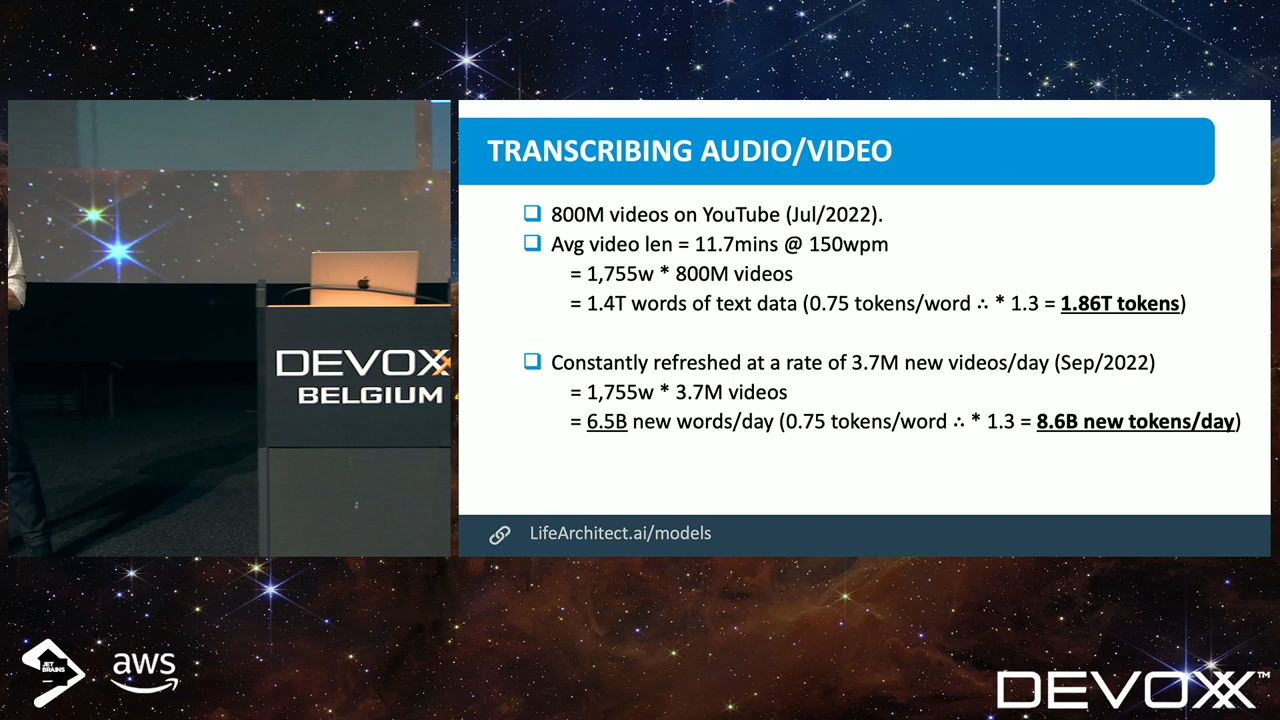 TRANSCRIBING AUDIO/VIDEO
800M videos on YouTube (Jul/2022).
Avg video len = 11.7mins @ 150wpm
= 1,755w * 800M videos
= 1.4T words of text data (0.75 tokens/word ∴ * 1.3 = 1.86T tokens)
Constantly refreshed at a rate of 3.7M new videos/day (Sep/2022)
= 1,755w * 3.7M videos
= 6.5B new words/day (0.75 tokens/word ∴ * 1.3 = 8.6B new tokens/day)
LifeArchitect.ai/models
DEVOXX
BELGIUM
JET
BRAINS
aws
DEVOXX™